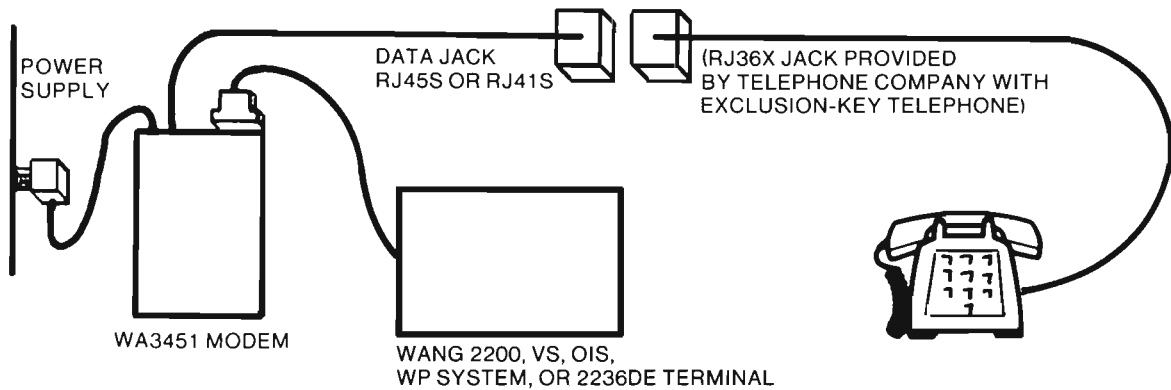 POWER
SUPPLY
DATA JACK
RJ45S OR RJ41S
(RJ36X JACK PROVIDED
BY TELEPHONE COMPANY WITH
EXCLUSION-KEY TELEPHONE)
WA3451 MODEM
WANG 2200, VS, OIS,
WP SYSTEM, OR 2236DE TERMINAL